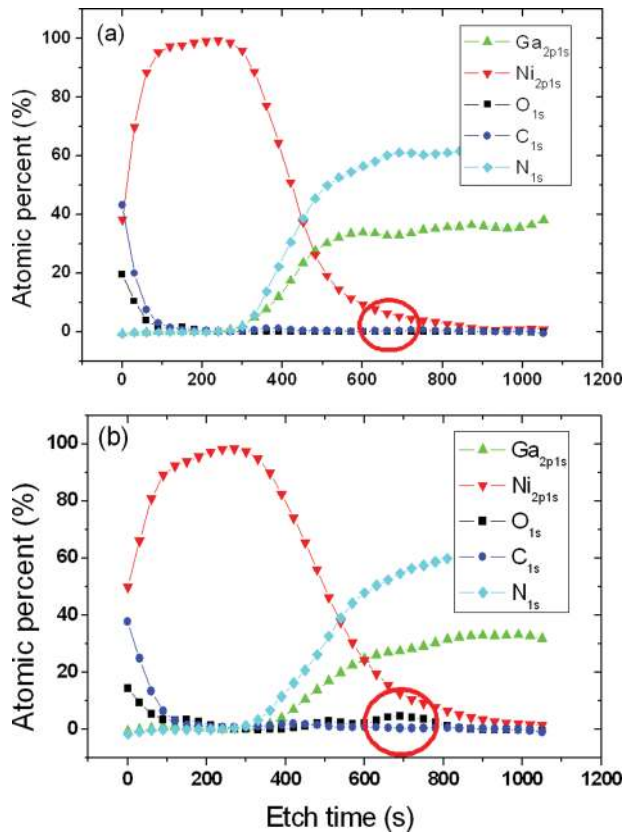 (a)
Ga2p1s
Ni2p1s
O1s
C1s
N1s
100
80
60
40
20
0
Atomic percent (%)
0 200 400 600 800 1000 1200
(b)
Ga2p1s
Ni2p1s
O1s
C1s
N1s
100
80
60
40
20
0
Atomic percent (%)
0 200 400 600 800 1000 1200
Etch time (s)